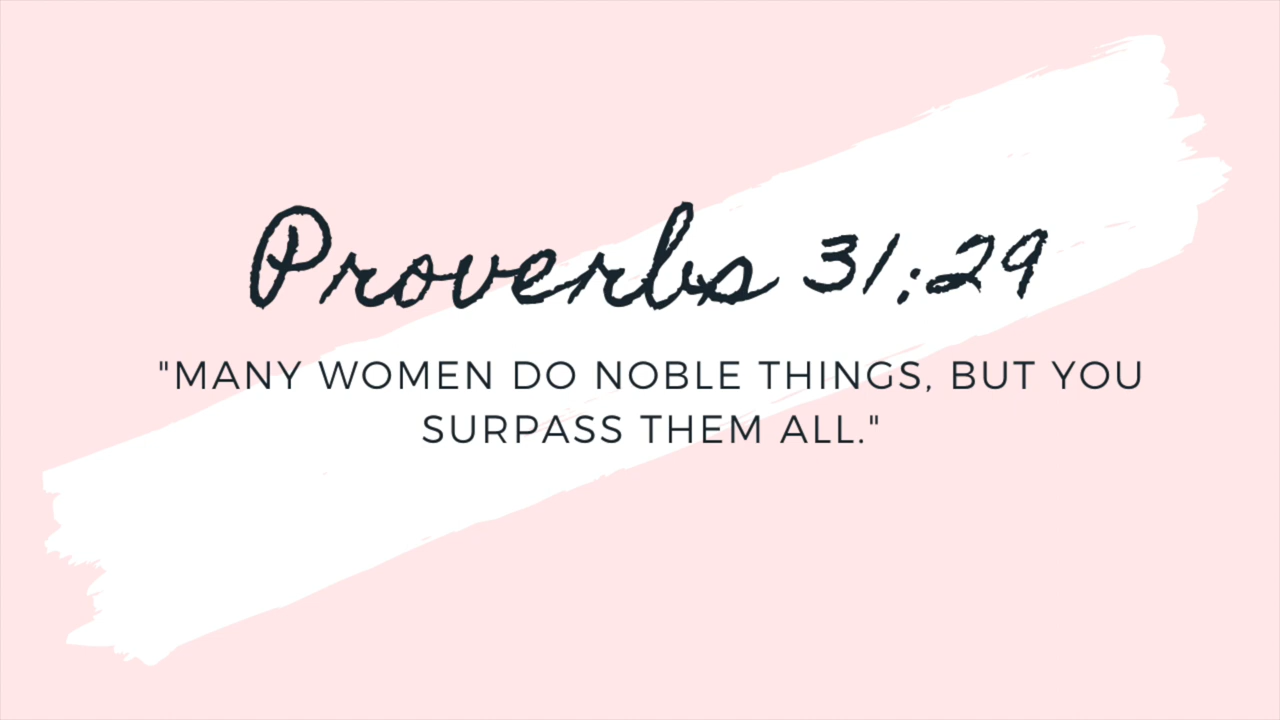 Proverbs 31:29
"MANY WOMEN DO NOBLE THINGS, BUT YOU
SURPASS THEM ALL."